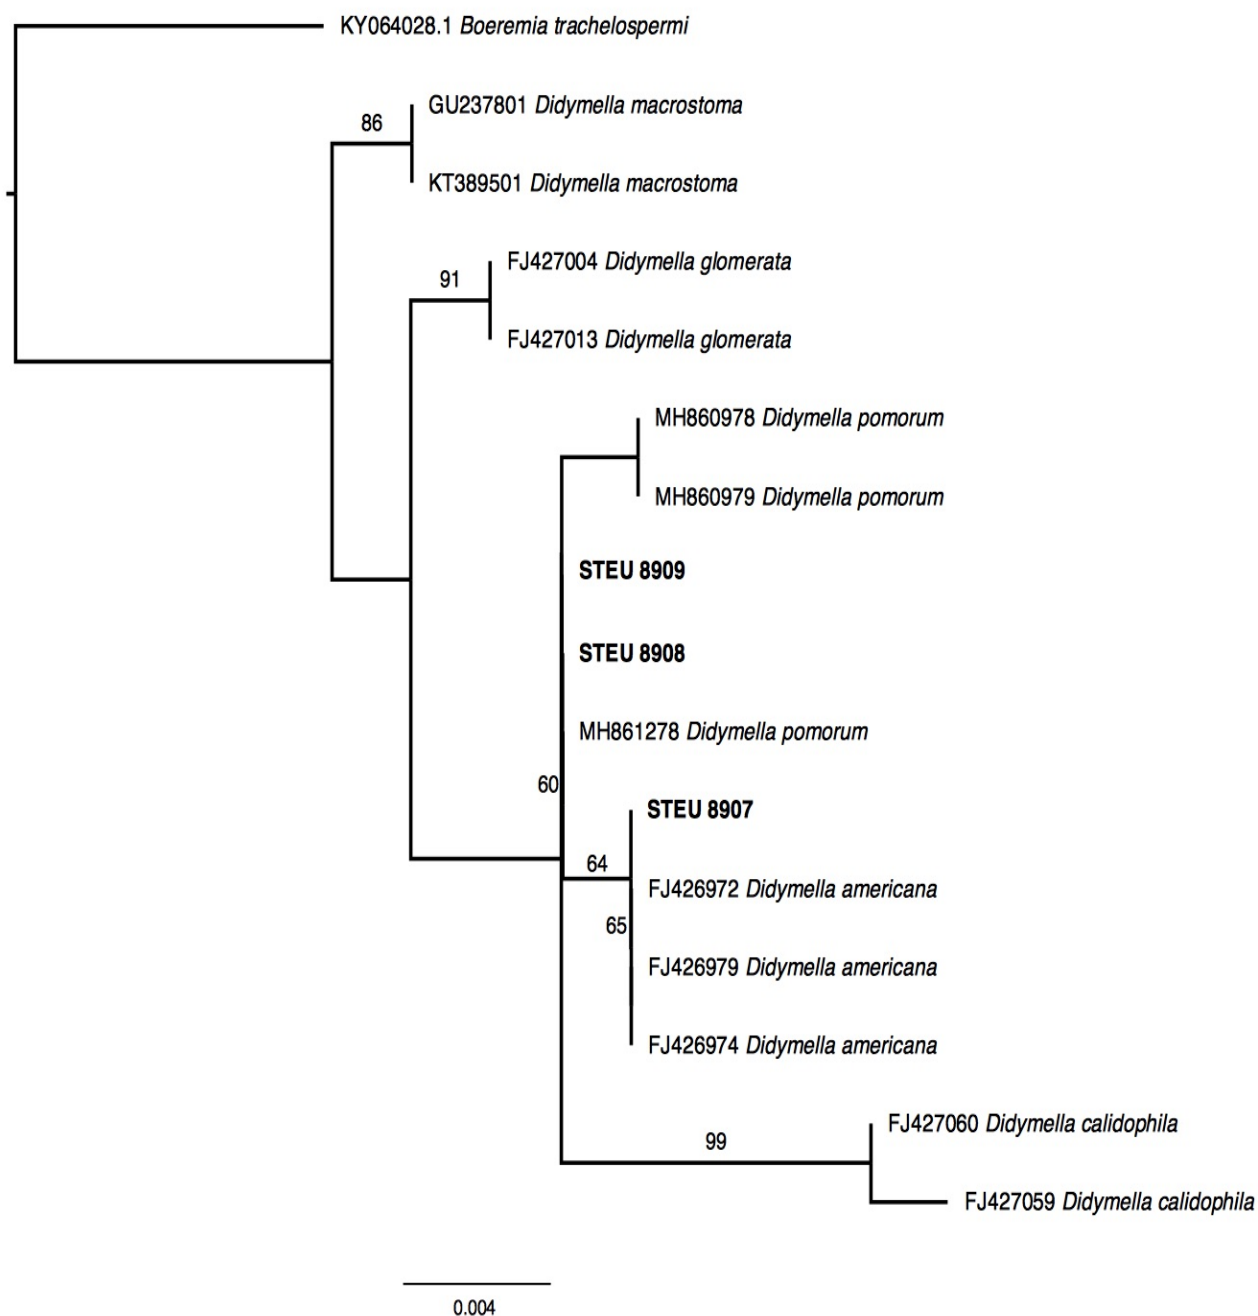 KY064028.1 Boeremia trachelospermi
GU237801 Didymella macrostoma
86
KT389501 Didymella macrostoma
FJ427004 Didymella glomerata
91
FJ427013 Didymella glomerata
MH860978 Didymella pomorum
MH860979 Didymella pomorum
STEU 8909
STEU 8908
MH861278 Didymella pomorum
60
STEU 8907
64
FJ426972 Didymella americana
65
FJ426979 Didymella americana
FJ426974 Didymella americana
FJ427060 Didymella calidophila
99
FJ427059 Didymella calidophila
0.004